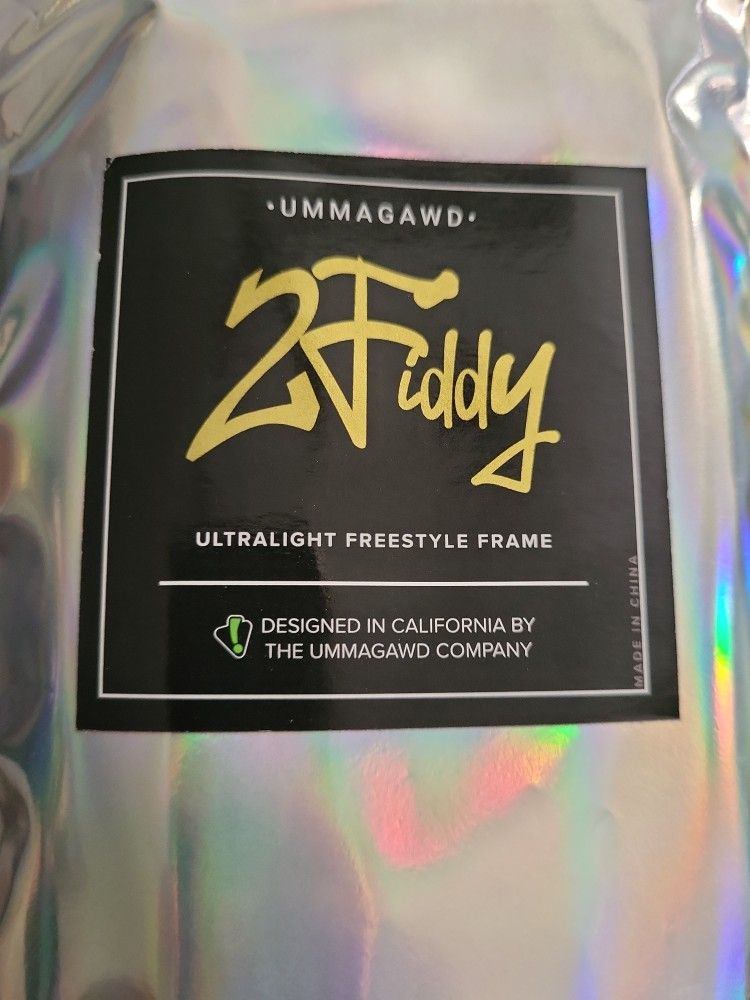 ·UMMAGAWD·
2Fiddy
ULTRALIGHT FREESTYLE FRAME
DESIGNED IN CALIFORNIA BY
THE UMMAGAWD COMPANY
MADE IN CHINA